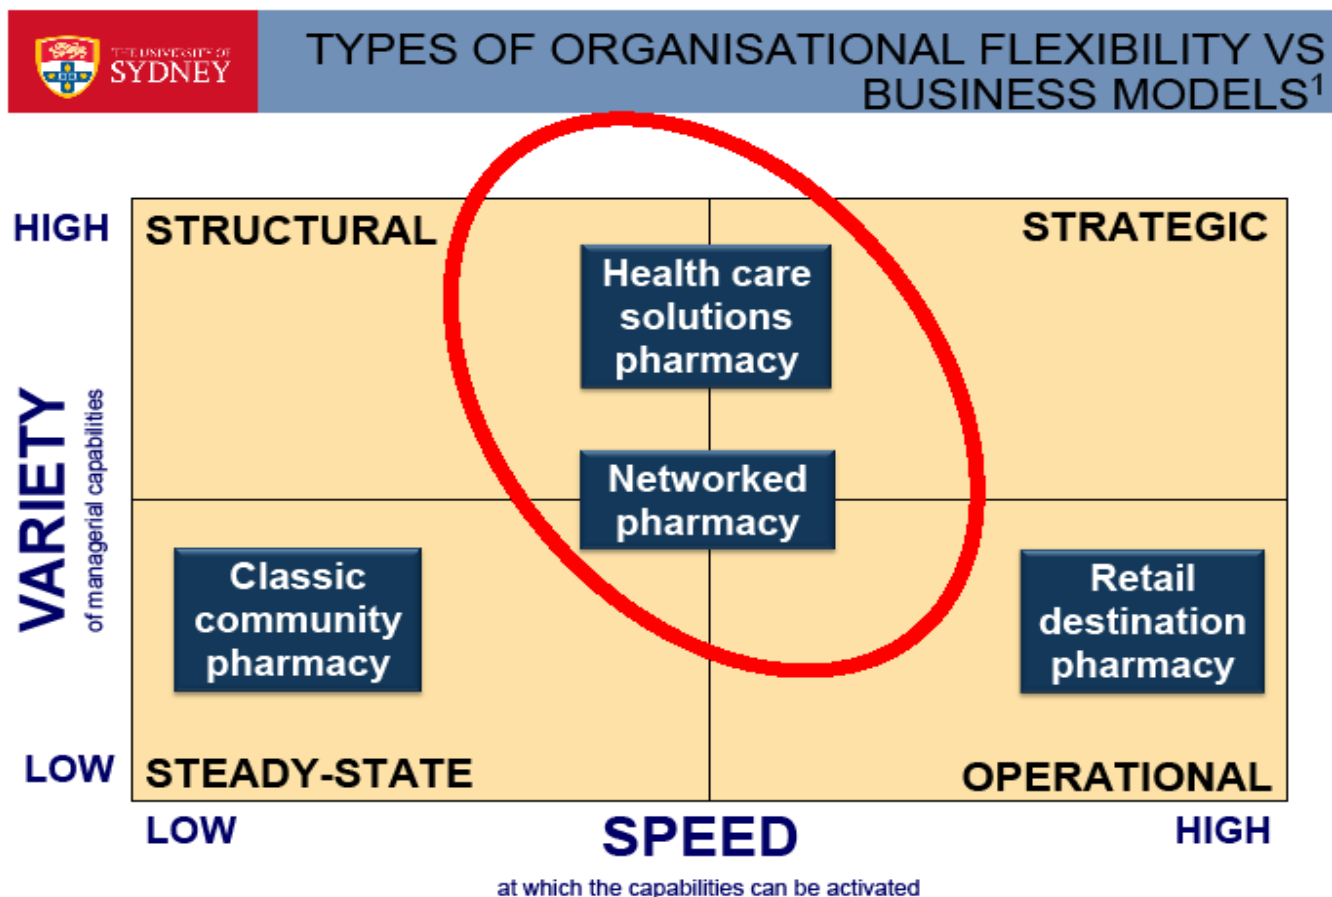 THE UNIVERSITY OF
SYDNEY
TYPES OF ORGANISATIONAL FLEXIBILITY VS
BUSINESS MODELS¹
HIGH
STRUCTURAL
STRATEGIC
Health care
solutions
pharmacy
VARIETY
of managerial capabilities
Networked
pharmacy
Classic
community
pharmacy
Retail
destination
pharmacy
LOW
STEADY-STATE
OPERATIONAL
LOW
SPEED
HIGH
at which the capabilities can be activated